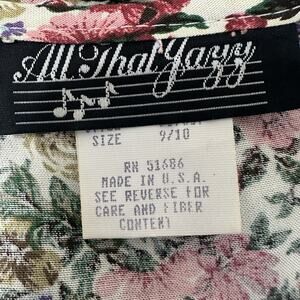 All That Jazz
SIZE 9/10
RN 51686
MADE IN U.S.A.
SEE REVERSE FOR
CARE AND FIBER
CONTENT